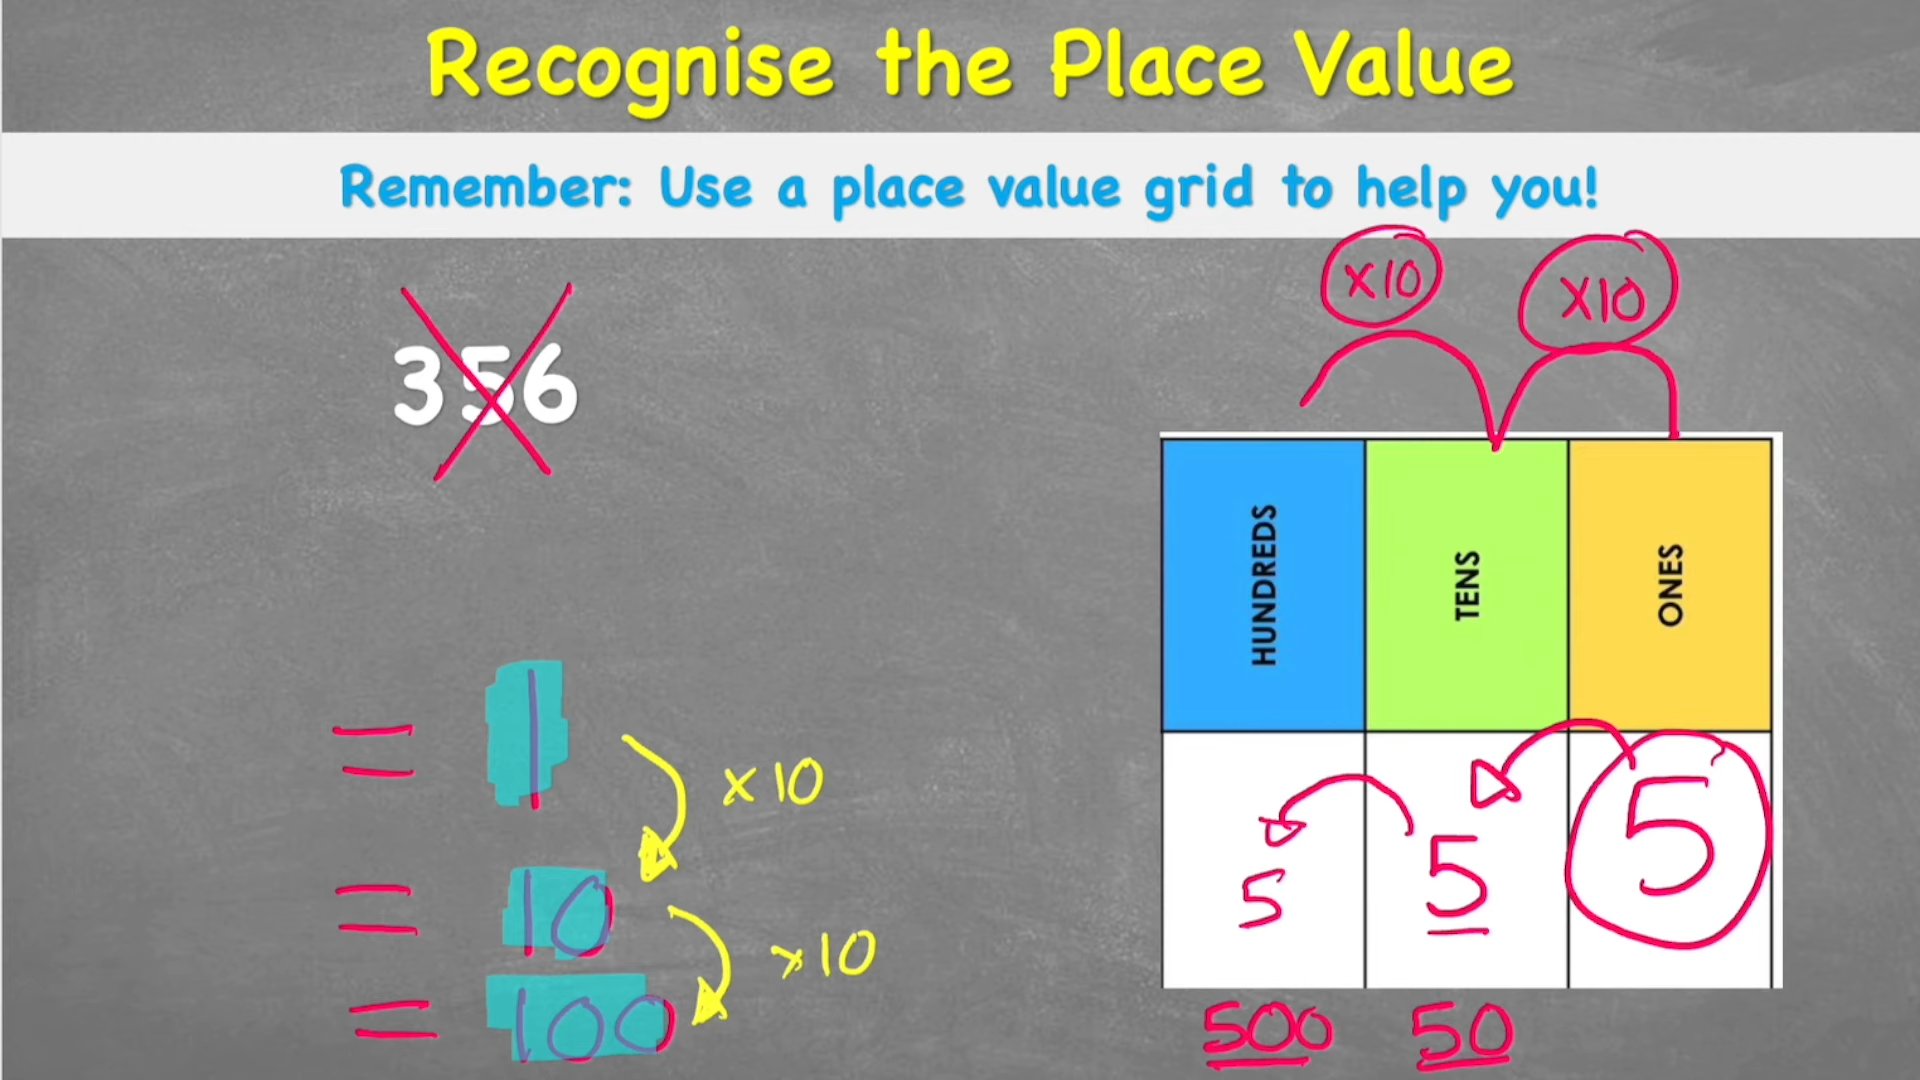 Recognise the Place Value
Remember: Use a place value grid to help you!
x10 x10
356
HUNDREDS TENS ONES
= 1
x10
5 5 5
= 10
x10
= 100
500 50